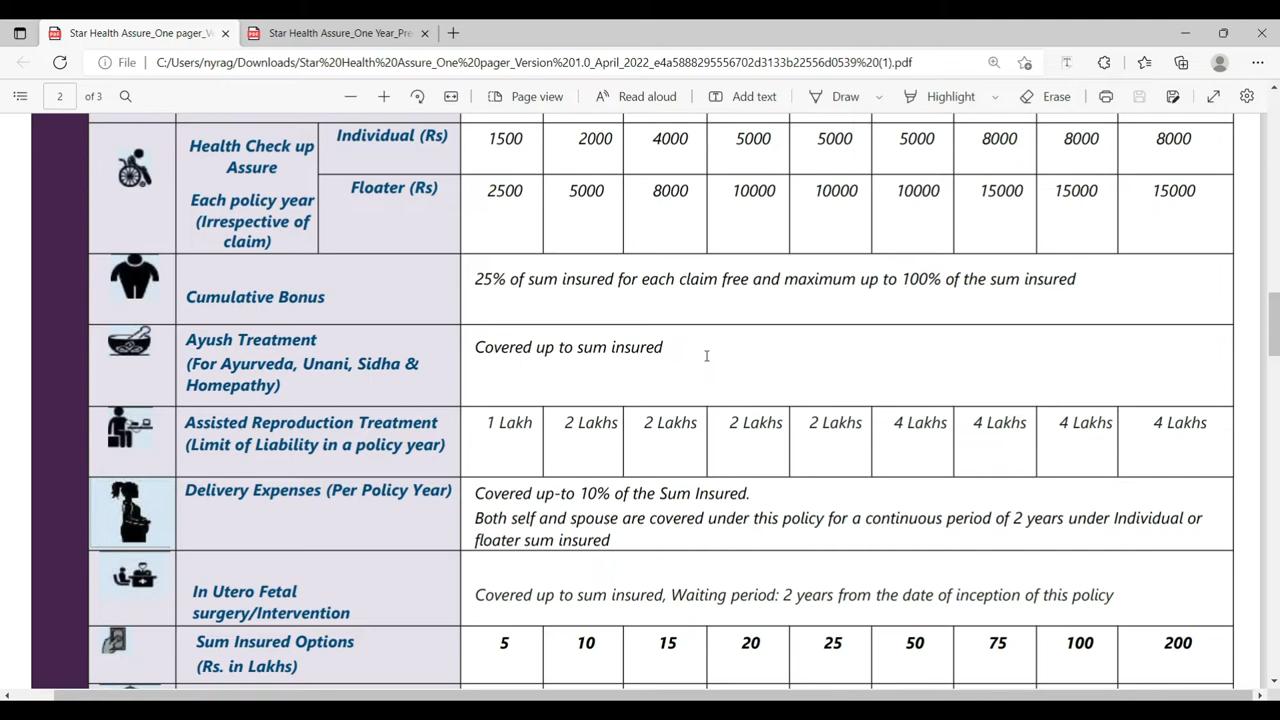 Star Health Assure_One pager_V
Star Health Assure_One Year_Pre
File
C:/Users/nyrag/Downloads/Star%20Health%20Assure_One%20pager_Version%201.0_April_2022_e4a5888295556702d3133b22556d0539%20(1).pdf
2 of 3
Page view
Read aloud
Add text
Draw
Highlight
Erase
Health Check up
Assure
Each policy year
(Irrespective of
claim)
Individual (Rs) 1500 2000 4000 5000 5000 5000 8000 8000 8000
Floater (Rs) 2500 5000 8000 10000 10000 10000 15000 15000 15000
Cumulative Bonus
25% of sum insured for each claim free and maximum up to 100% of the sum insured
Ayush Treatment
(For Ayurveda, Unani, Sidha &
Homepathy)
Covered up to sum insured
Assisted Reproduction Treatment
(Limit of Liability in a policy year)
1 Lakh 2 Lakhs 2 Lakhs 2 Lakhs 2 Lakhs 4 Lakhs 4 Lakhs 4 Lakhs 4 Lakhs
Delivery Expenses (Per Policy Year)
Covered up-to 10% of the Sum Insured.
Both self and spouse are covered under this policy for a continuous period of 2 years under Individual or
floater sum insured
In Utero Fetal
surgery/Intervention
Covered up to sum insured, Waiting period: 2 years from the date of inception of this policy
Sum Insured Options
(Rs. in Lakhs)
5 10 15 20 25 50 75 100 200